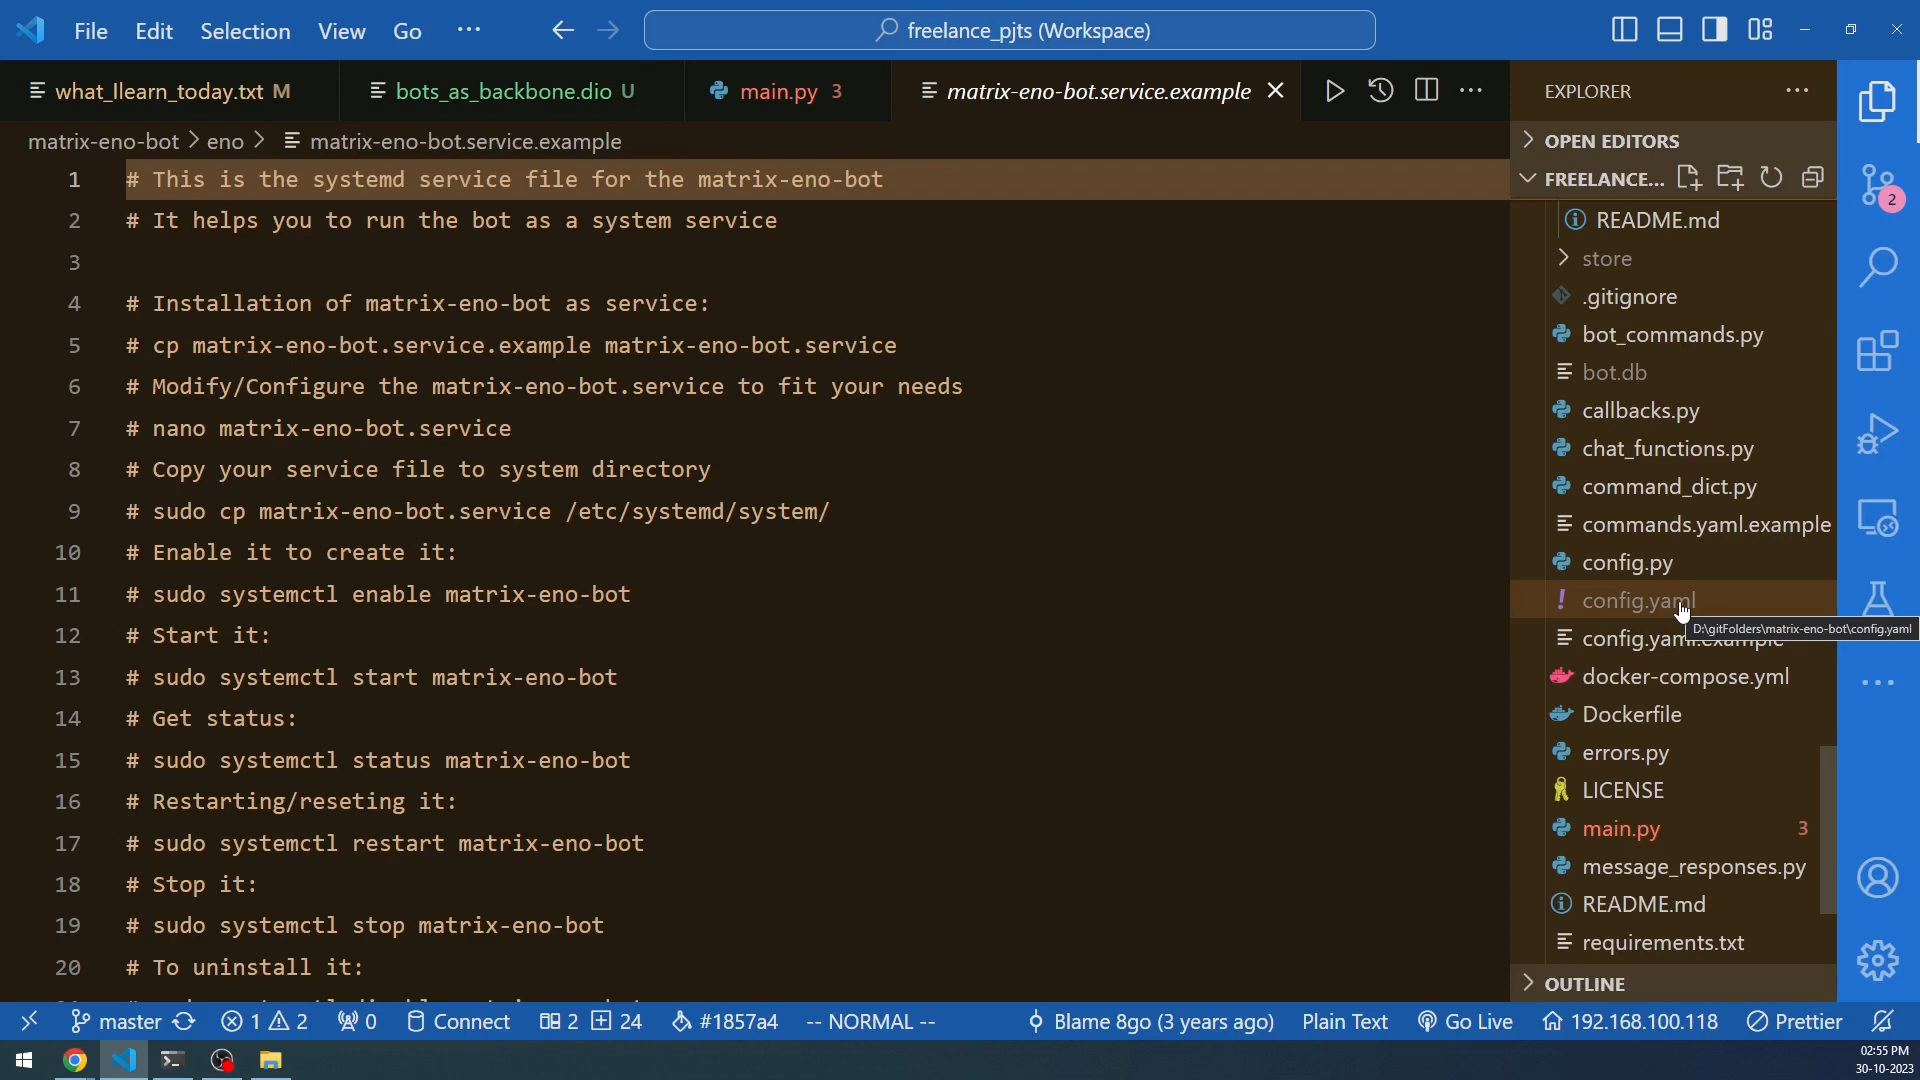 File Edit Selection View Go ··· freelance_pjts (Workspace)
what_Ilearn_today.txt M bots_as_backbone.dio U main.py 3 matrix-eno-bot.service.example
matrix-eno-bot > eno > matrix-eno-bot.service.example
1 # This is the systemd service file for the matrix-eno-bot
2 # It helps you to run the bot as a system service
3
4 # Installation of matrix-eno-bot as service:
5 # cp matrix-eno-bot.service.example matrix-eno-bot.service
6 # Modify/Configure the matrix-eno-bot.service to fit your needs
7 # nano matrix-eno-bot.service
8 # Copy your service file to system directory
9 # sudo cp matrix-eno-bot.service /etc/systemd/system/
10 # Enable it to create it:
11 # sudo systemctl enable matrix-eno-bot
12 # Start it:
13 # sudo systemctl start matrix-eno-bot
14 # Get status:
15 # sudo systemctl status matrix-eno-bot
16 # Restarting/reseting it:
17 # sudo systemctl restart matrix-eno-bot
18 # Stop it:
19 # sudo systemctl stop matrix-eno-bot
20 # To uninstall it:
EXPLORER
OPEN EDITORS
FREELANCE...
README.md
store
.gitignore
bot_commands.py
bot.db
callbacks.py
chat_functions.py
command_dict.py
commands.yaml.example
config.py
! config.yaml
D:\gitFolders\matrix-eno-bot\config.yaml
config.yaml.example
docker-compose.yml
Dockerfile
errors.py
LICENSE
main.py 3
message_responses.py
README.md
requirements.txt
OUTLINE
2
master 1 2 0 Connect 2 24 #1857a4 -- NORMAL -- Blame 8go (3 years ago) Plain Text Go Live 192.168.100.118 Prettier
02:55 PM
30-10-2023